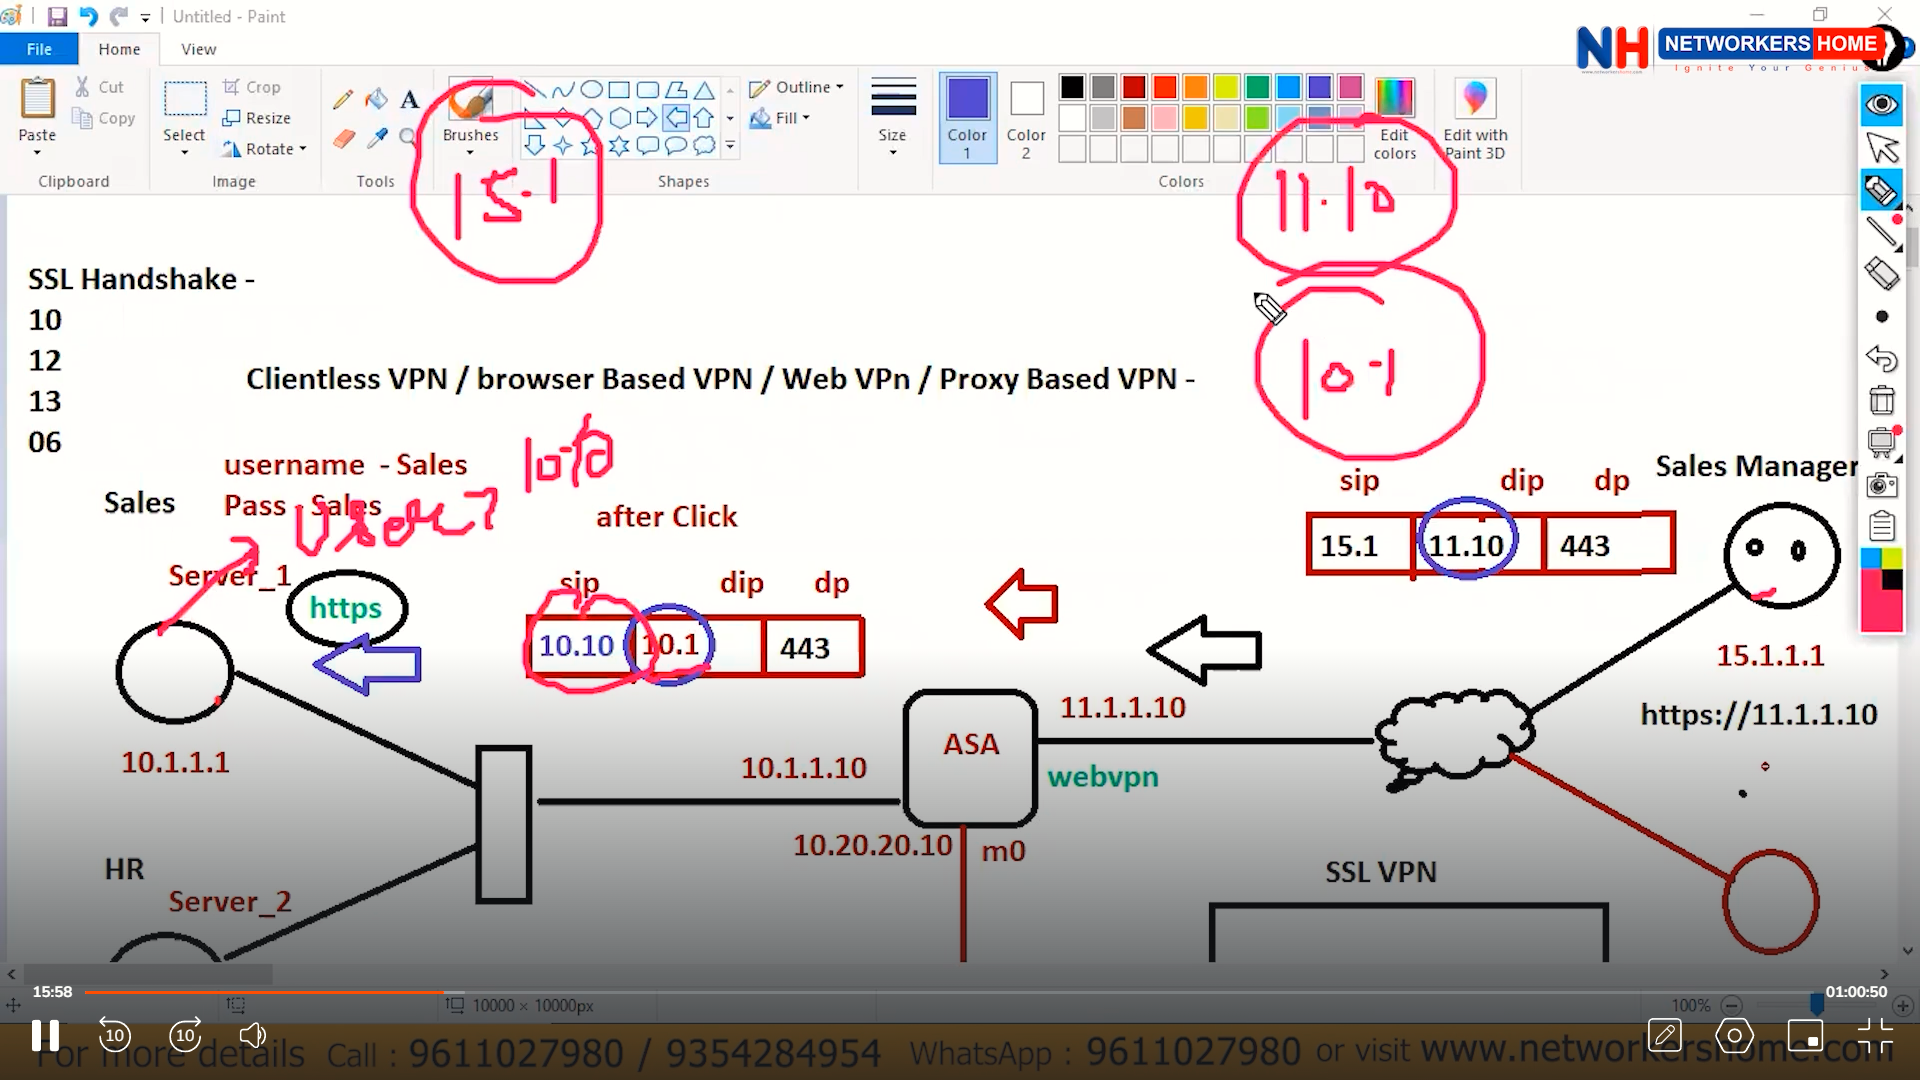 Untitled - Paint
NH NETWORKERS HOME
Ignite Your Genius
File Home View
Cut
Copy
Paste
Clipboard
Crop
Resize
Rotate
Select
Image
Tools
Brushes
Outline
Fill
Shapes
Size
Color 1
Color 2
Edit colors
Edit with Paint 3D
Colors
15.1
11.10
10.1
SSL Handshake -
10
12
13
06
Clientless VPN / browser Based VPN / Web VPn / Proxy Based VPN -
username - Sales
Pass - Sales
10.10
Sales
after Click
Server_1
https
sip dip dp
10.10 10.1 443
sip dip dp
15.1 11.10 443
Sales Manager
15.1.1.1
https://11.1.1.10
10.1.1.1
10.1.1.10
ASA
11.1.1.10
webvpn
10.20.20.10 m0
HR
Server_2
SSL VPN
15:58
01:00:50
10000 × 10000px
100%
10
10
For more details Call : 9611027980 / 9354284954 WhatsApp : 9611027980 or visit www.networkershome.com